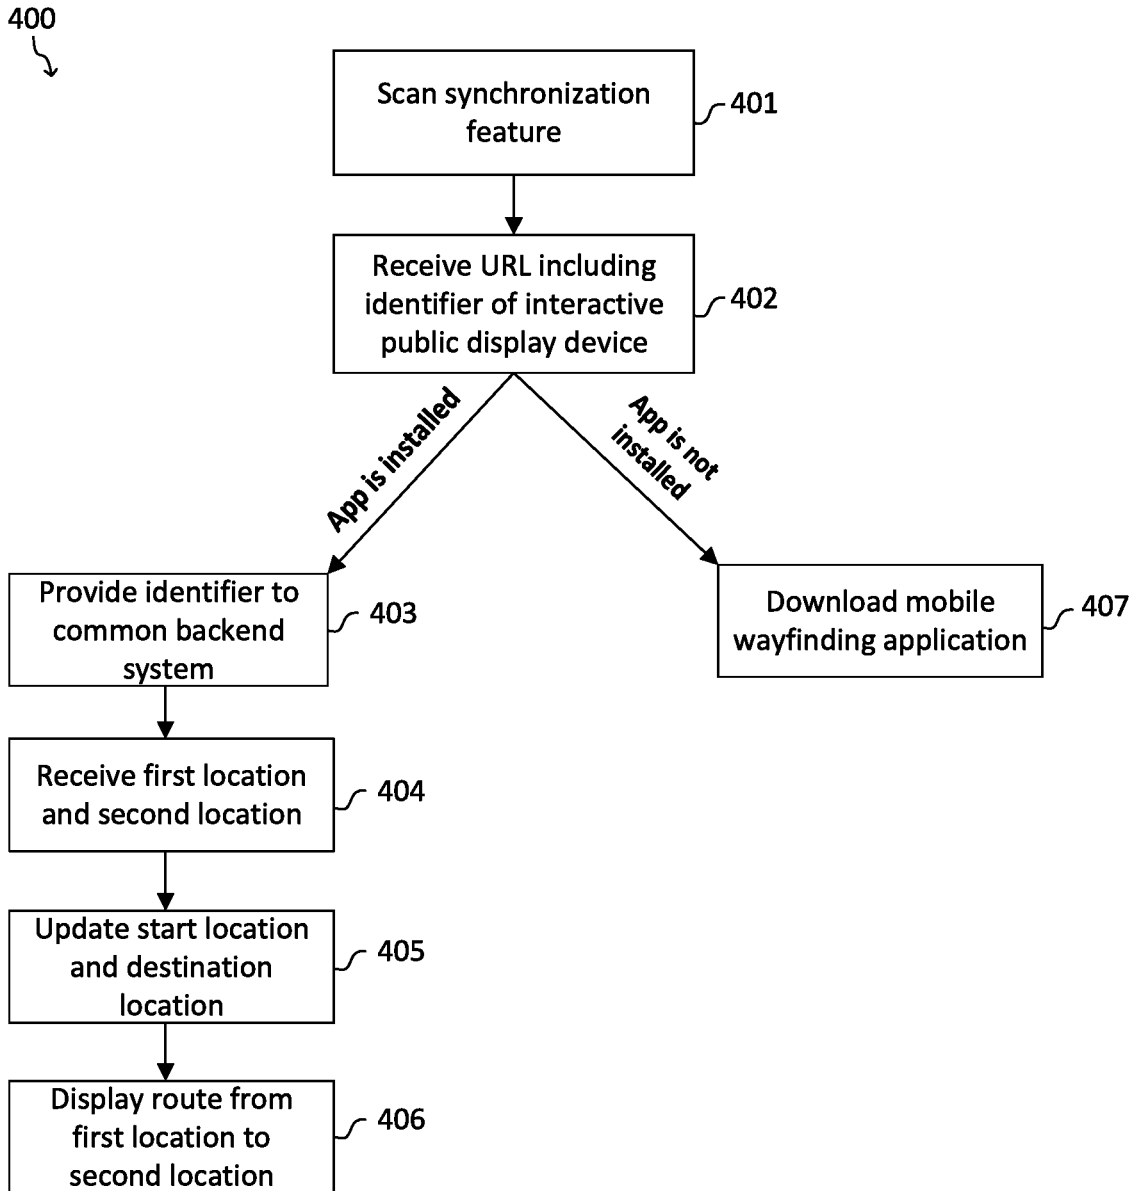 400
Scan synchronization
feature
401
Receive URL including
identifier of interactive
public display device
402
App is installed
App is not
installed
Provide identifier to
common backend
system
403
Download mobile
wayfinding application
407
Receive first location
and second location
404
Update start location
and destination
location
405
Display route from
first location to
second location
406